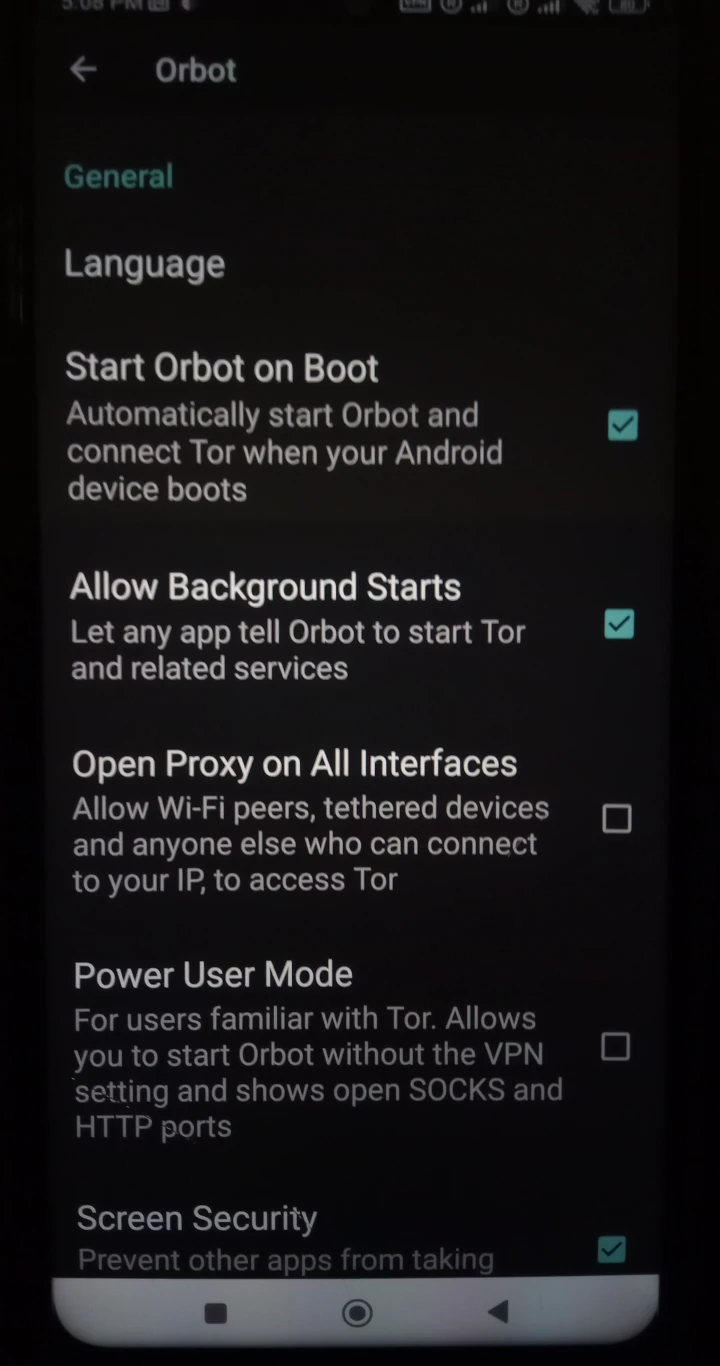 5:08 PM
Orbot
General
Language
Start Orbot on Boot
Automatically start Orbot and
connect Tor when your Android
device boots
Allow Background Starts
Let any app tell Orbot to start Tor
and related services
Open Proxy on All Interfaces
Allow Wi-Fi peers, tethered devices
and anyone else who can connect
to your IP, to access Tor
Power User Mode
For users familiar with Tor. Allows
you to start Orbot without the VPN
setting and shows open SOCKS and
HTTP ports
Screen Security
Prevent other apps from taking